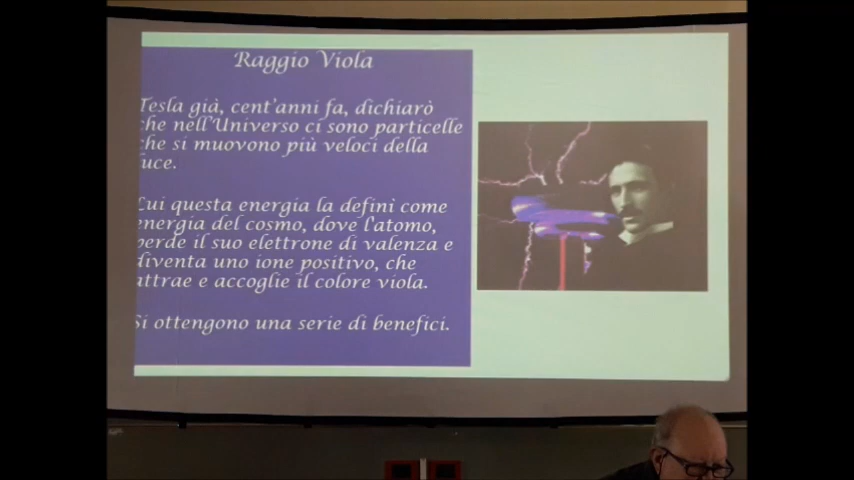 Raggio Viola
Tesla già, cent'anni fa, dichiarò
che nell'Universo ci sono particelle
che si muovono più veloci della
luce.
Lui questa energia la definì come
energia del cosmo, dove l'atomo,
perde il suo elettrone di valenza e
diventa uno ione positivo, che
attrae e accoglie il colore viola.
Si ottengono una serie di benefici.